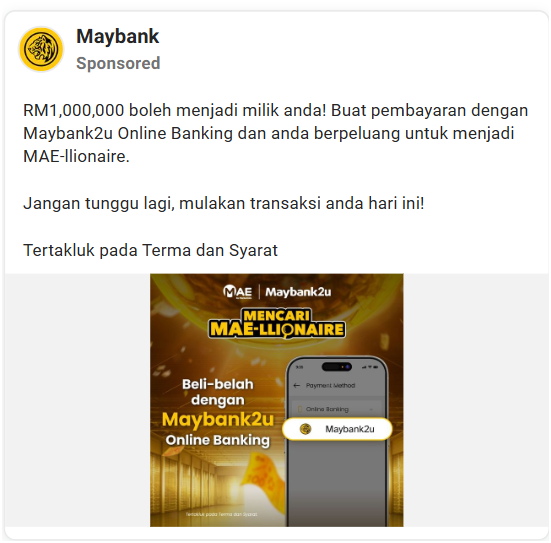 Maybank
Sponsored
RM1,000,000 boleh menjadi milik anda! Buat pembayaran dengan
Maybank2u Online Banking dan anda berpeluang untuk menjadi
MAE-llionaire.
Jangan tunggu lagi, mulakan transaksi anda hari ini!
Tertakluk pada Terma dan Syarat
MAE | Maybank2u
MENCARI
MAE-LLIONAIRE
Beli-belah
dengan
Maybank2u
Online Banking
Payment Method
Online Banking
Maybank2u
Tertakluk pada Terma dan Syarat